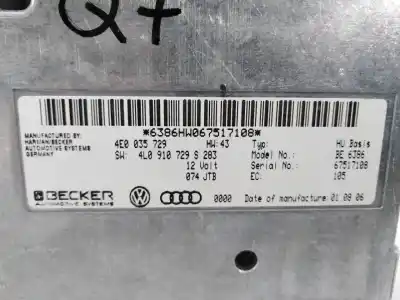 Q7
*6386HW067517108*
MANUFACTURED BY:
HARMAN/BECKER
AUTOMOTIVE SYSTEMS
GERMANY
4E0 035 729 HW:43 Typ: HU Basis
SW: 4L0 910 729 S 283 Model No.: BE 6386
12 Volt Serial No.: 67517108
074 JTB EC: 105
BECKER
AUTOMOTIVE SYSTEMS
0000 Date of manufacture 01.08.06